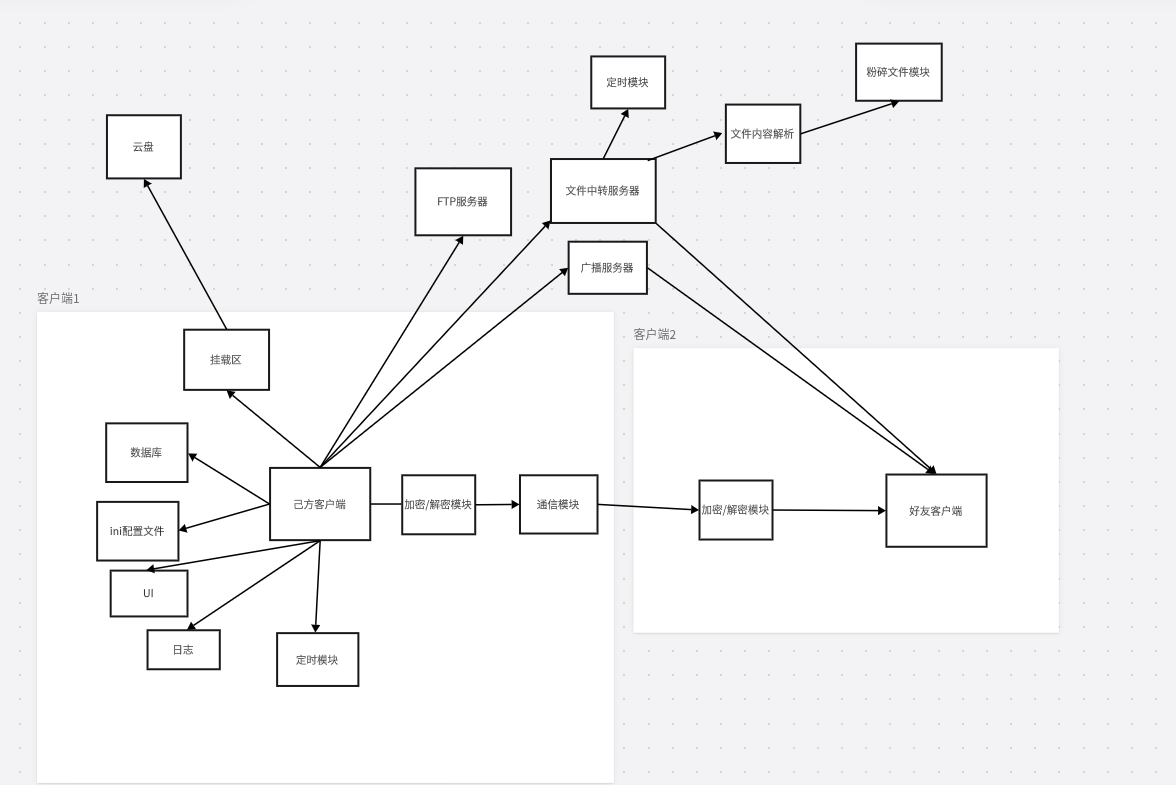 粉碎文件模块
定时模块
文件内容解析
云盘
文件中转服务器
FTP服务器
广播服务器
客户端1
客户端2
挂载区
数据库
己方客户端
加密/解密模块
通信模块
加密/解密模块
好友客户端
ini配置文件
UI
日志
定时模块